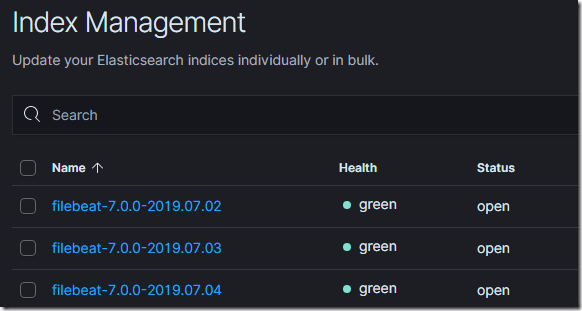 Index Management
Update your Elasticsearch indices individually or in bulk.
Search
Name Health Status
filebeat-7.0.0-2019.07.02 green open
filebeat-7.0.0-2019.07.03 green open
filebeat-7.0.0-2019.07.04 green open